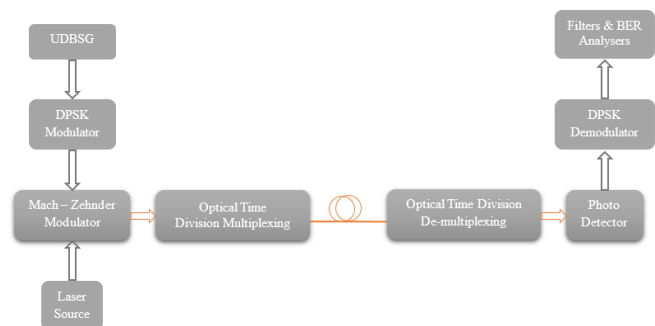 UDBSG
Filters & BER
Analysers
DPSK
Modulator
DPSK
Demodulator
Mach – Zehnder
Modulator
Optical Time
Division Multiplexing
Optical Time Division
De-multiplexing
Photo
Detector
Laser
Source